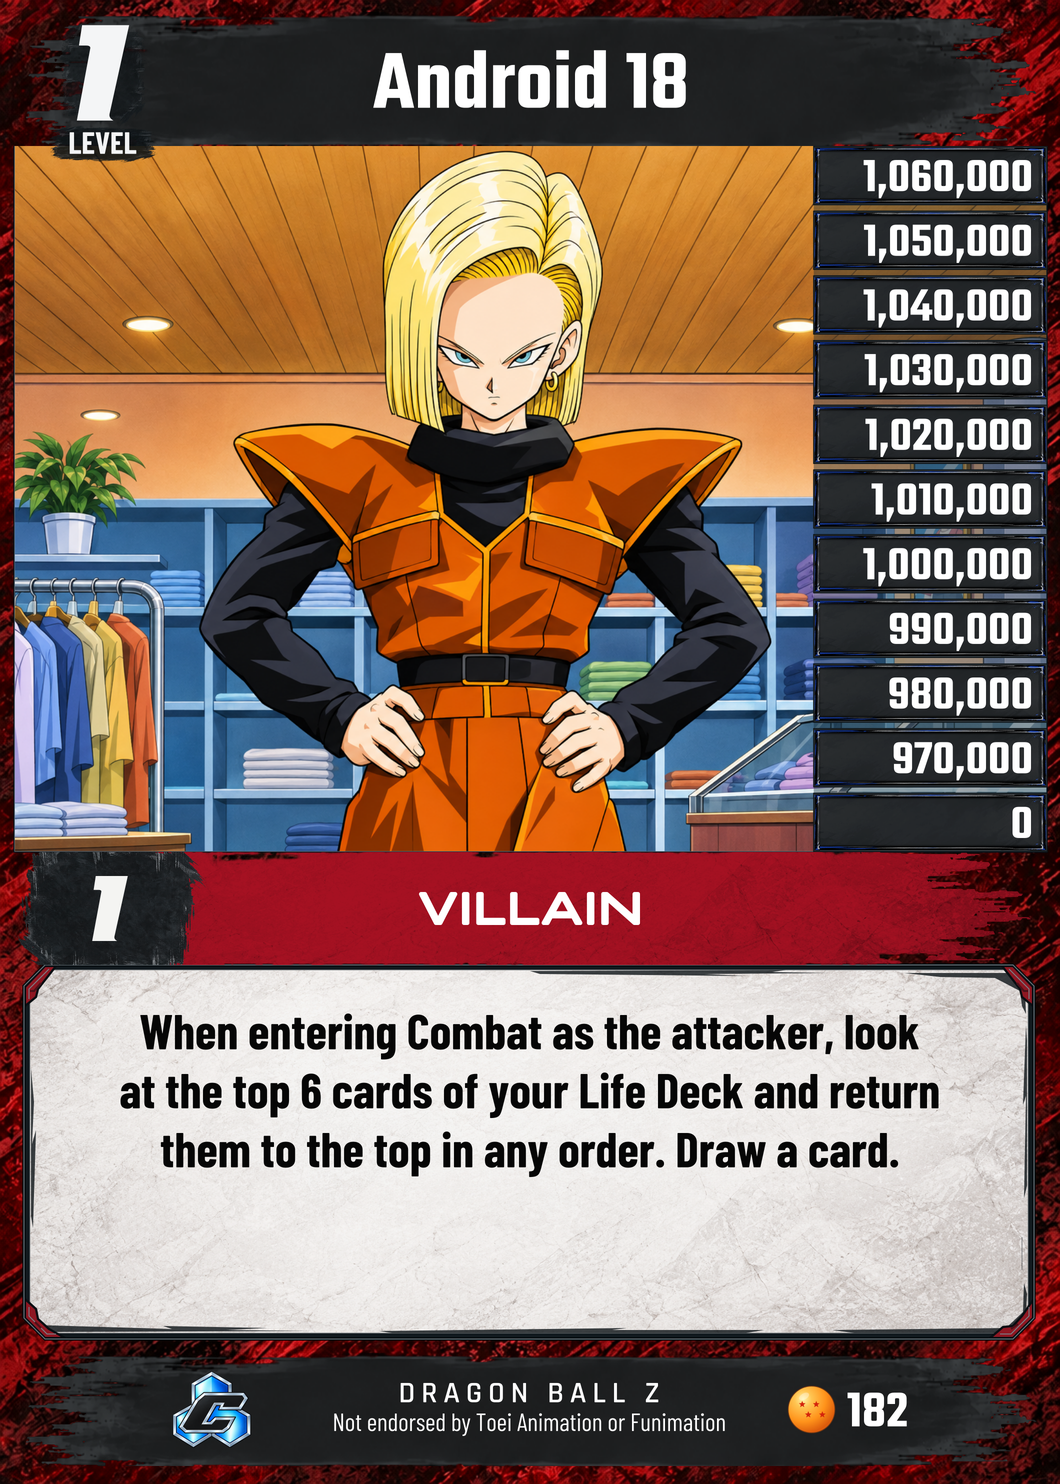 1
LEVEL
Android 18
1,060,000
1,050,000
1,040,000
1,030,000
1,020,000
1,010,000
1,000,000
990,000
980,000
970,000
0
1
VILLAIN
When entering Combat as the attacker, look
at the top 6 cards of your Life Deck and return
them to the top in any order. Draw a card.
G
DRAGON BALL Z
Not endorsed by Toei Animation or Funimation
182